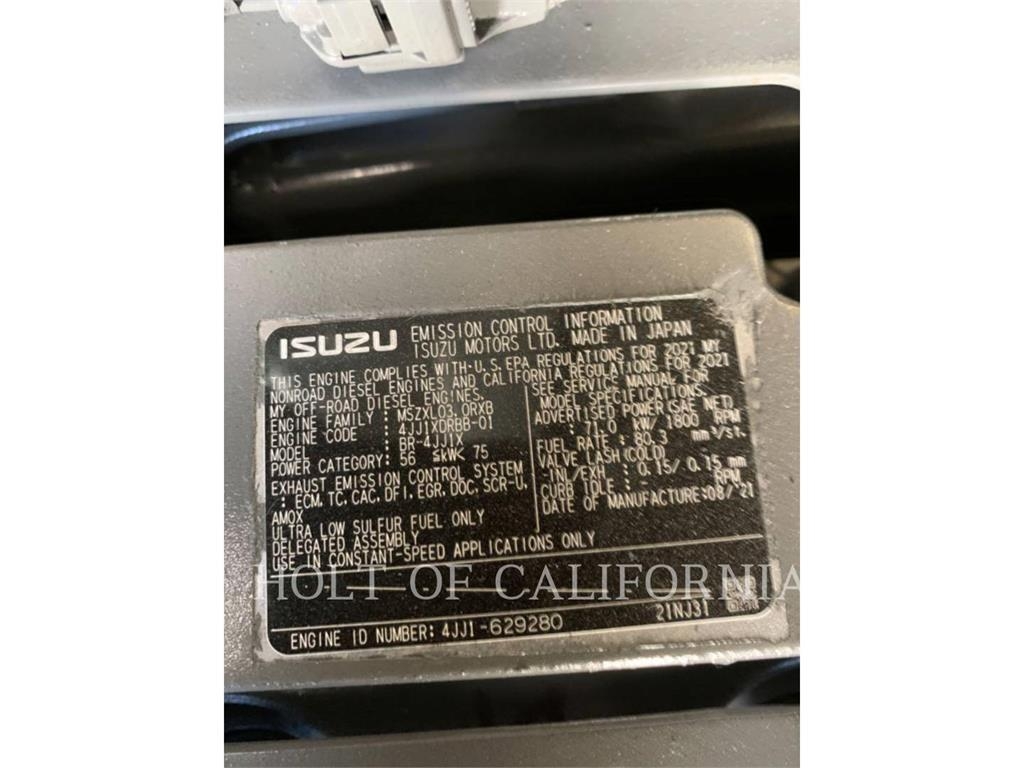 ISUZU EMISSION CONTROL INFORMATION
ISUZU MOTORS LTD. MADE IN JAPAN
THIS ENGINE COMPLIES WITH U.S.EPA REGULATIONS FOR 2021 MY
NONROAD DIESEL ENGINES AND CALIFORNIA REGULATIONS FOR 2021
MY OFF-ROAD DIESEL ENGINES.
ENGINE FAMILY : MSZXL03.0RXB
ENGINE CODE : 4JJ1XDRBB-01
MODEL : BR-4JJ1X
POWER CATEGORY: 56 ≤kW< 75
EXHAUST EMISSION CONTROL SYSTEM
: ECM, TC, CAC, DFI, EGR, DOC, SCR-U,
AMOX
ULTRA LOW SULFUR FUEL ONLY
DELEGATED ASSEMBLY
USE IN CONSTANT-SPEED APPLICATIONS ONLY
SEE SERVICE MANUAL FOR
MODEL SPECIFICATIONS.
ADVERTISED POWER(SAE NET)
: 71.0 kW/ 1800 RPM
FUEL RATE : 80.3 mm³/st.
VALVE LASH(COLD)
-INL/EXH : 0.15/ 0.15 mm
CURB IDLE : - RPM
DATE OF MANUFACTURE:08/'21
HOLT OF CALIFORNIA
ENGINE ID NUMBER: 4JJ1-629280 21NJ31